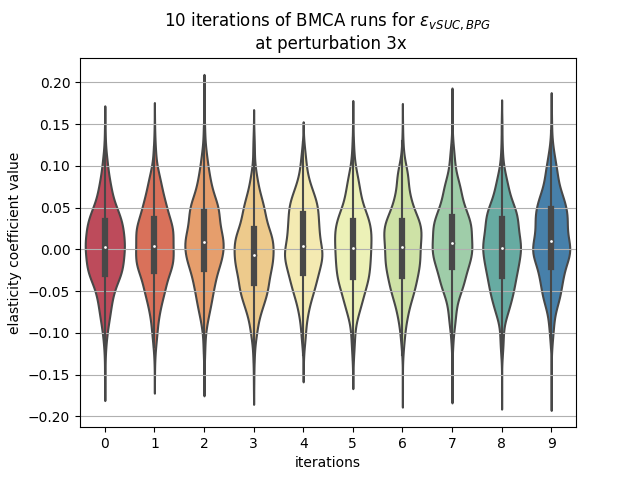 10 iterations of BMCA runs for ε_{vSUC,BPG}
at perturbation 3x
elasticity coefficient value
0.20
0.15
0.10
0.05
0.00
−0.05
−0.10
−0.15
−0.20
0 1 2 3 4 5 6 7 8 9
iterations